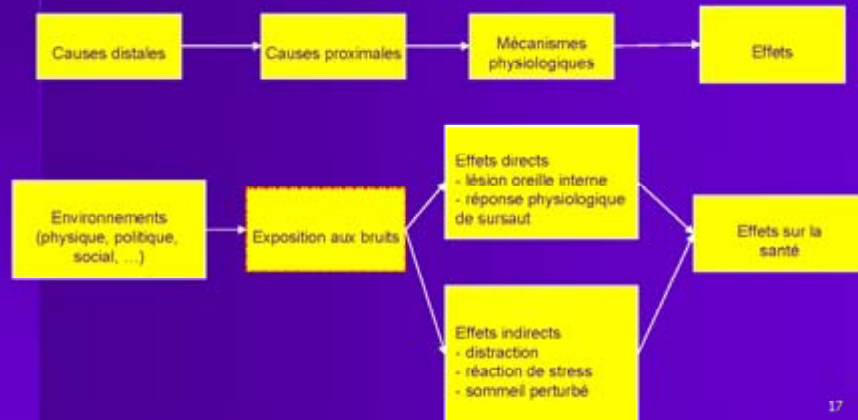 Causes distales
Causes proximales
Mécanismes
physiologiques
Effets
Environnements
(physique, politique,
social, ...)
Exposition aux bruits
Effets directs
- lésion oreille interne
- réponse physiologique
de sursaut
Effets indirects
- distraction
- réaction de stress
- sommeil perturbé
Effets sur la
santé
17